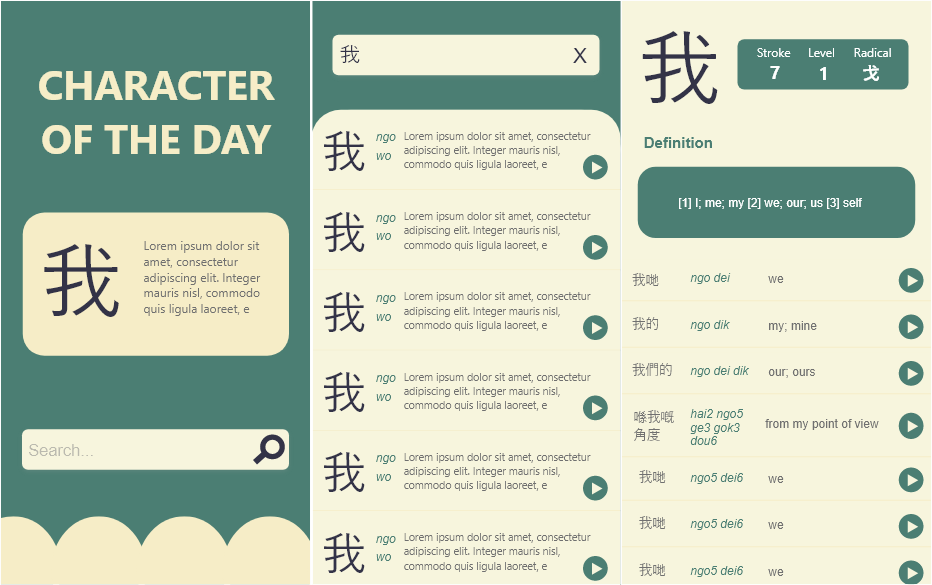 CHARACTER
OF THE DAY
我
Lorem ipsum dolor sit
amet, consectetur
adipiscing elit. Integer
mauris nisl, commodo
quis ligula laoreet, e
Search...
我 X
我
ngo
wo
Lorem ipsum dolor sit amet, consectetur
adipiscing elit. Integer mauris nisl,
commodo quis ligula laoreet, e
我
ngo
wo
Lorem ipsum dolor sit amet, consectetur
adipiscing elit. Integer mauris nisl,
commodo quis ligula laoreet, e
我
ngo
wo
Lorem ipsum dolor sit amet, consectetur
adipiscing elit. Integer mauris nisl,
commodo quis ligula laoreet, e
我
ngo
wo
Lorem ipsum dolor sit amet, consectetur
adipiscing elit. Integer mauris nisl,
commodo quis ligula laoreet, e
我
ngo
wo
Lorem ipsum dolor sit amet, consectetur
adipiscing elit. Integer mauris nisl,
commodo quis ligula laoreet, e
我
ngo
wo
Lorem ipsum dolor sit amet, consectetur
adipiscing elit. Integer mauris nisl,
commodo quis ligula laoreet, e
我
Stroke Level Radical
7 1 戈
Definition
[1] I; me; my [2] we; our; us [3] self
我哋 ngo dei we
我的 ngo dik my; mine
我們的 ngo dei dik our; ours
喺我嘅
角度
hai2 ngo5
ge3 gok3
dou6
from my point of view
我哋 ngo5 dei6 we
我哋 ngo5 dei6 we
我哋 ngo5 dei6 we